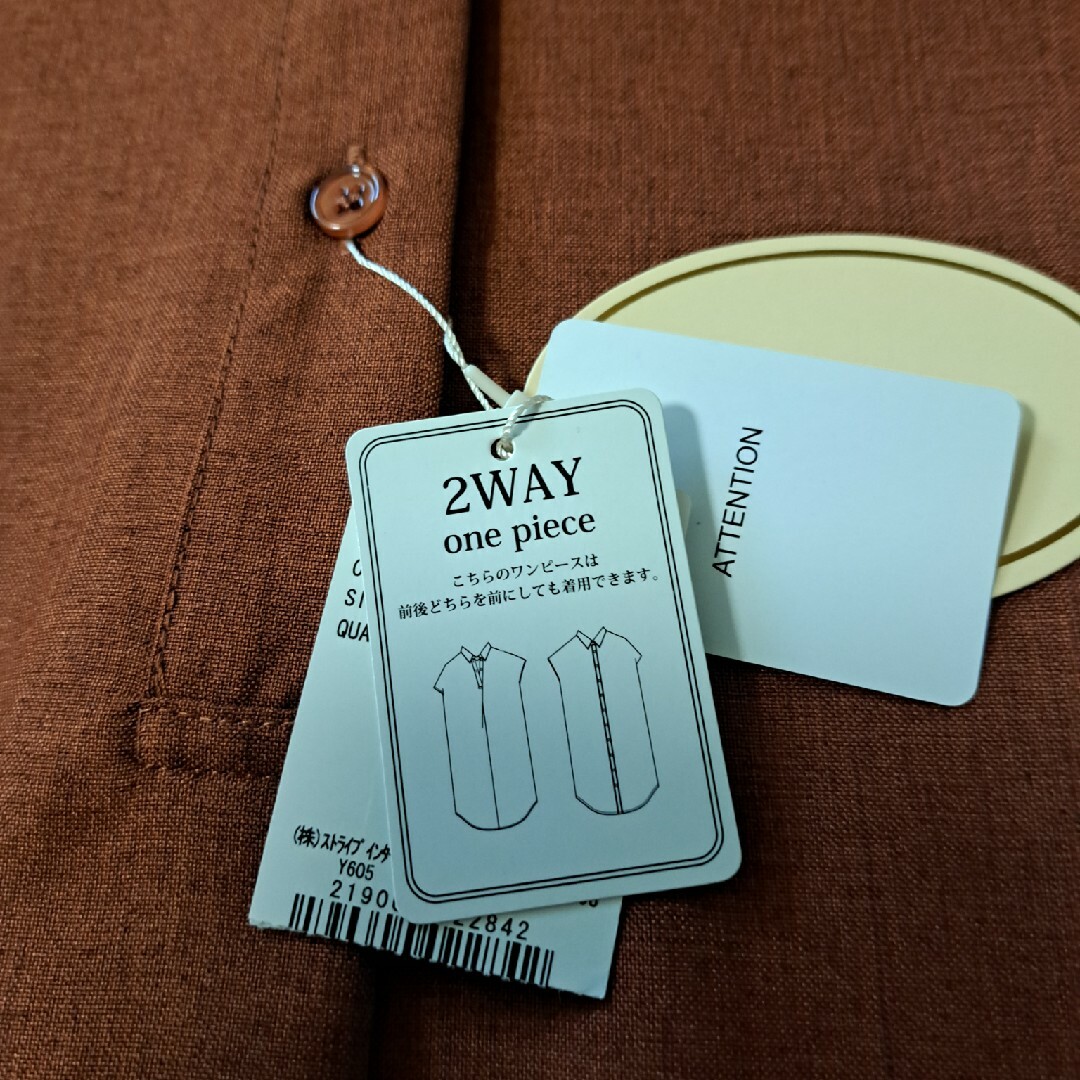 2WAY
one piece
こちらのワンピースは
前後どちらを前にしても着用できます。
ATTENTION
SI
QUA
(株)ストライプ インタ
Y605
2190
22842